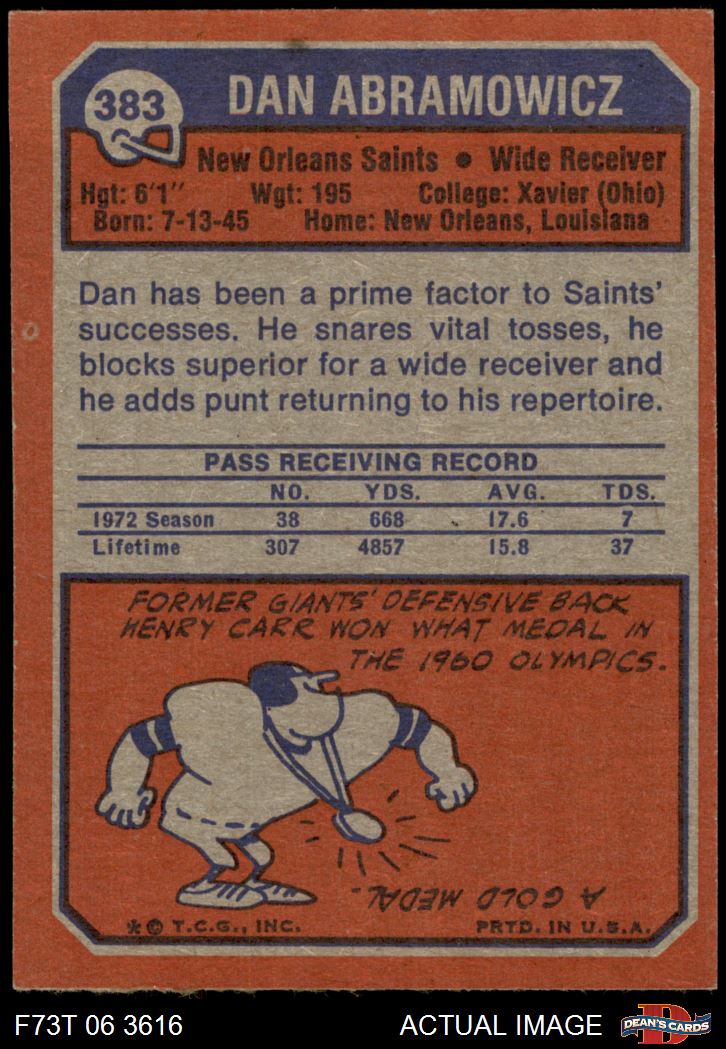 383
DAN ABRAMOWICZ
New Orleans Saints • Wide Receiver
Hgt: 6'1" Wgt: 195 College: Xavier (Ohio)
Born: 7-13-45 Home: New Orleans, Louisiana
Dan has been a prime factor to Saints'
successes. He snares vital tosses, he
blocks superior for a wide receiver and
he adds punt returning to his repertoire.
PASS RECEIVING RECORD
NO. YDS. AVG. TDS.
1972 Season 38 668 17.6 7
Lifetime 307 4857 15.8 37
FORMER GIANTS' DEFENSIVE BACK
HENRY CARR WON WHAT MEDAL IN
THE 1960 OLYMPICS.
A GOLD MEDAL.
* © T.C.G., INC. PRTD. IN U.S.A.
F73T 06 3616 ACTUAL IMAGE D DEAN'S CARDS